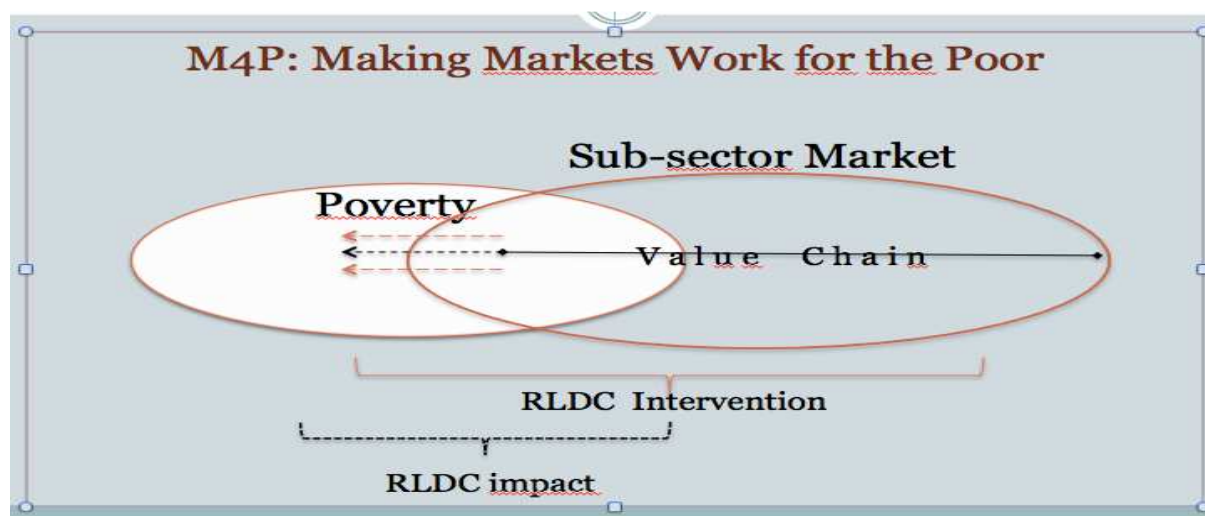 M4P: Making Markets Work for the Poor
Sub-sector Market
Poverty
Value Chain
RLDC Intervention
RLDC impact